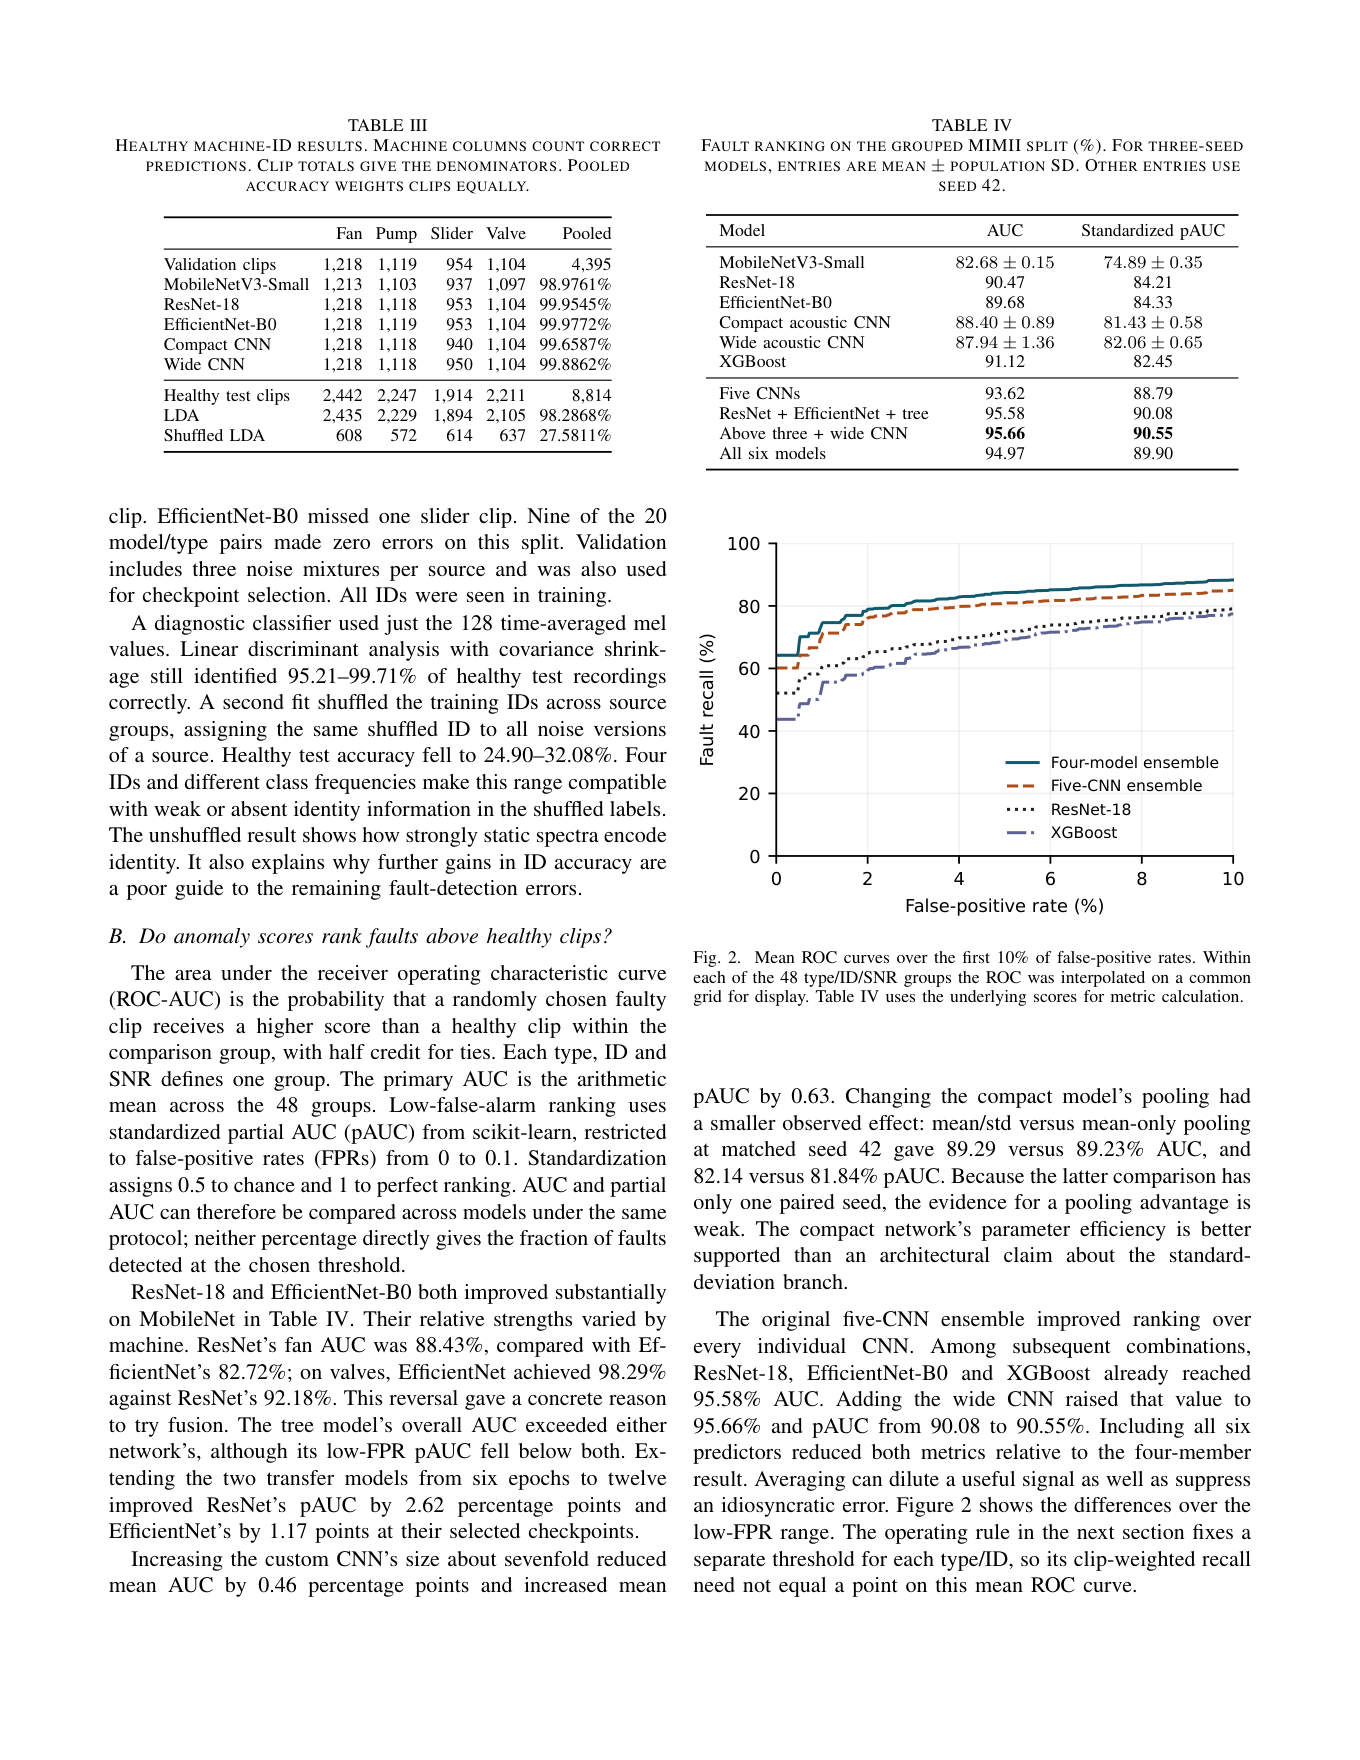 TABLE III
HEALTHY MACHINE-ID RESULTS. MACHINE COLUMNS COUNT CORRECT
PREDICTIONS. CLIP TOTALS GIVE THE DENOMINATORS. POOLED
ACCURACY WEIGHTS CLIPS EQUALLY.
Fan Pump Slider Valve Pooled
Validation clips 1,218 1,119 954 1,104 4,395
MobileNetV3-Small 1,213 1,103 937 1,097 98.9761%
ResNet-18 1,218 1,118 953 1,104 99.9545%
EfficientNet-B0 1,218 1,119 953 1,104 99.9772%
Compact CNN 1,218 1,118 940 1,104 99.6587%
Wide CNN 1,218 1,118 950 1,104 99.8862%
Healthy test clips 2,442 2,247 1,914 2,211 8,814
LDA 2,435 2,229 1,894 2,105 98.2868%
Shuffled LDA 608 572 614 637 27.5811%
clip. EfficientNet-B0 missed one slider clip. Nine of the 20
model/type pairs made zero errors on this split. Validation
includes three noise mixtures per source and was also used
for checkpoint selection. All IDs were seen in training.
A diagnostic classifier used just the 128 time-averaged mel
values. Linear discriminant analysis with covariance shrink-
age still identified 95.21–99.71% of healthy test recordings
correctly. A second fit shuffled the training IDs across source
groups, assigning the same shuffled ID to all noise versions
of a source. Healthy test accuracy fell to 24.90–32.08%. Four
IDs and different class frequencies make this range compatible
with weak or absent identity information in the shuffled labels.
The unshuffled result shows how strongly static spectra encode
identity. It also explains why further gains in ID accuracy are
a poor guide to the remaining fault-detection errors.
B. Do anomaly scores rank faults above healthy clips?
The area under the receiver operating characteristic curve
(ROC-AUC) is the probability that a randomly chosen faulty
clip receives a higher score than a healthy clip within the
comparison group, with half credit for ties. Each type, ID and
SNR defines one group. The primary AUC is the arithmetic
mean across the 48 groups. Low-false-alarm ranking uses
standardized partial AUC (pAUC) from scikit-learn, restricted
to false-positive rates (FPRs) from 0 to 0.1. Standardization
assigns 0.5 to chance and 1 to perfect ranking. AUC and partial
AUC can therefore be compared across models under the same
protocol; neither percentage directly gives the fraction of faults
detected at the chosen threshold.
ResNet-18 and EfficientNet-B0 both improved substantially
on MobileNet in Table IV. Their relative strengths varied by
machine. ResNet's fan AUC was 88.43%, compared with Ef-
ficientNet's 82.72%; on valves, EfficientNet achieved 98.29%
against ResNet's 92.18%. This reversal gave a concrete reason
to try fusion. The tree model's overall AUC exceeded either
network's, although its low-FPR pAUC fell below both. Ex-
tending the two transfer models from six epochs to twelve
improved ResNet's pAUC by 2.62 percentage points and
EfficientNet's by 1.17 points at their selected checkpoints.
Increasing the custom CNN's size about sevenfold reduced
mean AUC by 0.46 percentage points and increased mean
TABLE IV
FAULT RANKING ON THE GROUPED MIMII SPLIT (%). FOR THREE-SEED
MODELS, ENTRIES ARE MEAN ± POPULATION SD. OTHER ENTRIES USE
SEED 42.
Model AUC Standardized pAUC
MobileNetV3-Small 82.68 ± 0.15 74.89 ± 0.35
ResNet-18 90.47 84.21
EfficientNet-B0 89.68 84.33
Compact acoustic CNN 88.40 ± 0.89 81.43 ± 0.58
Wide acoustic CNN 87.94 ± 1.36 82.06 ± 0.65
XGBoost 91.12 82.45
Five CNNs 93.62 88.79
ResNet + EfficientNet + tree 95.58 90.08
Above three + wide CNN 95.66 90.55
All six models 94.97 89.90
100
80
60
40
20
0
Fault recall (%)
Four-model ensemble
Five-CNN ensemble
ResNet-18
XGBoost
0 2 4 6 8 10
False-positive rate (%)
Fig. 2. Mean ROC curves over the first 10% of false-positive rates. Within
each of the 48 type/ID/SNR groups the ROC was interpolated on a common
grid for display. Table IV uses the underlying scores for metric calculation.
pAUC by 0.63. Changing the compact model's pooling had
a smaller observed effect: mean/std versus mean-only pooling
at matched seed 42 gave 89.29 versus 89.23% AUC, and
82.14 versus 81.84% pAUC. Because the latter comparison has
only one paired seed, the evidence for a pooling advantage is
weak. The compact network's parameter efficiency is better
supported than an architectural claim about the standard-
deviation branch.
The original five-CNN ensemble improved ranking over
every individual CNN. Among subsequent combinations,
ResNet-18, EfficientNet-B0 and XGBoost already reached
95.58% AUC. Adding the wide CNN raised that value to
95.66% and pAUC from 90.08 to 90.55%. Including all six
predictors reduced both metrics relative to the four-member
result. Averaging can dilute a useful signal as well as suppress
an idiosyncratic error. Figure 2 shows the differences over the
low-FPR range. The operating rule in the next section fixes a
separate threshold for each type/ID, so its clip-weighted recall
need not equal a point on this mean ROC curve.